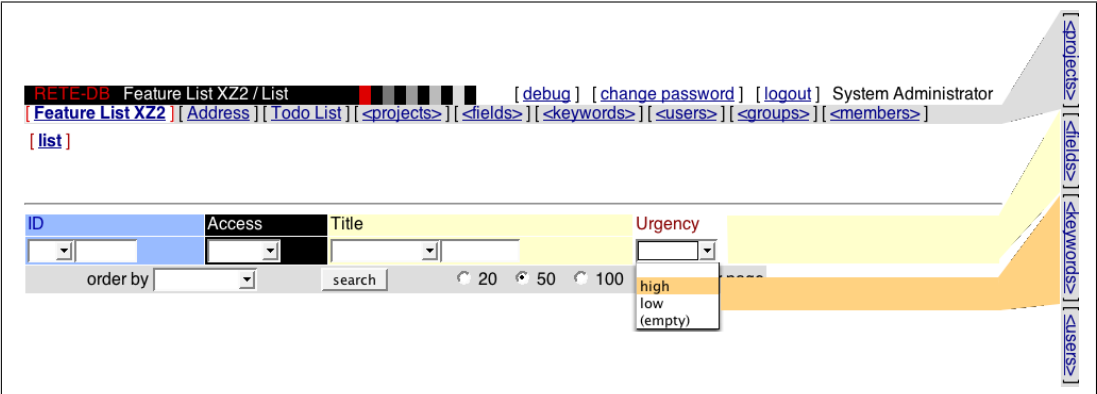 RETE-DB Feature List XZ2 / List [ debug ] [ change password ] [ logout ] System Administrator
[ Feature List XZ2 ] [ Address ] [ Todo List ] [ <projects> ] [ <fields> ] [ <keywords> ] [ <users> ] [ <groups> ] [ <members> ]
[ list ]
ID Access Title Urgency
order by search 20 50 100
high
low
(empty)
[ <projects> ]
[ <fields> ]
[ <keywords> ]
[ <users> ]